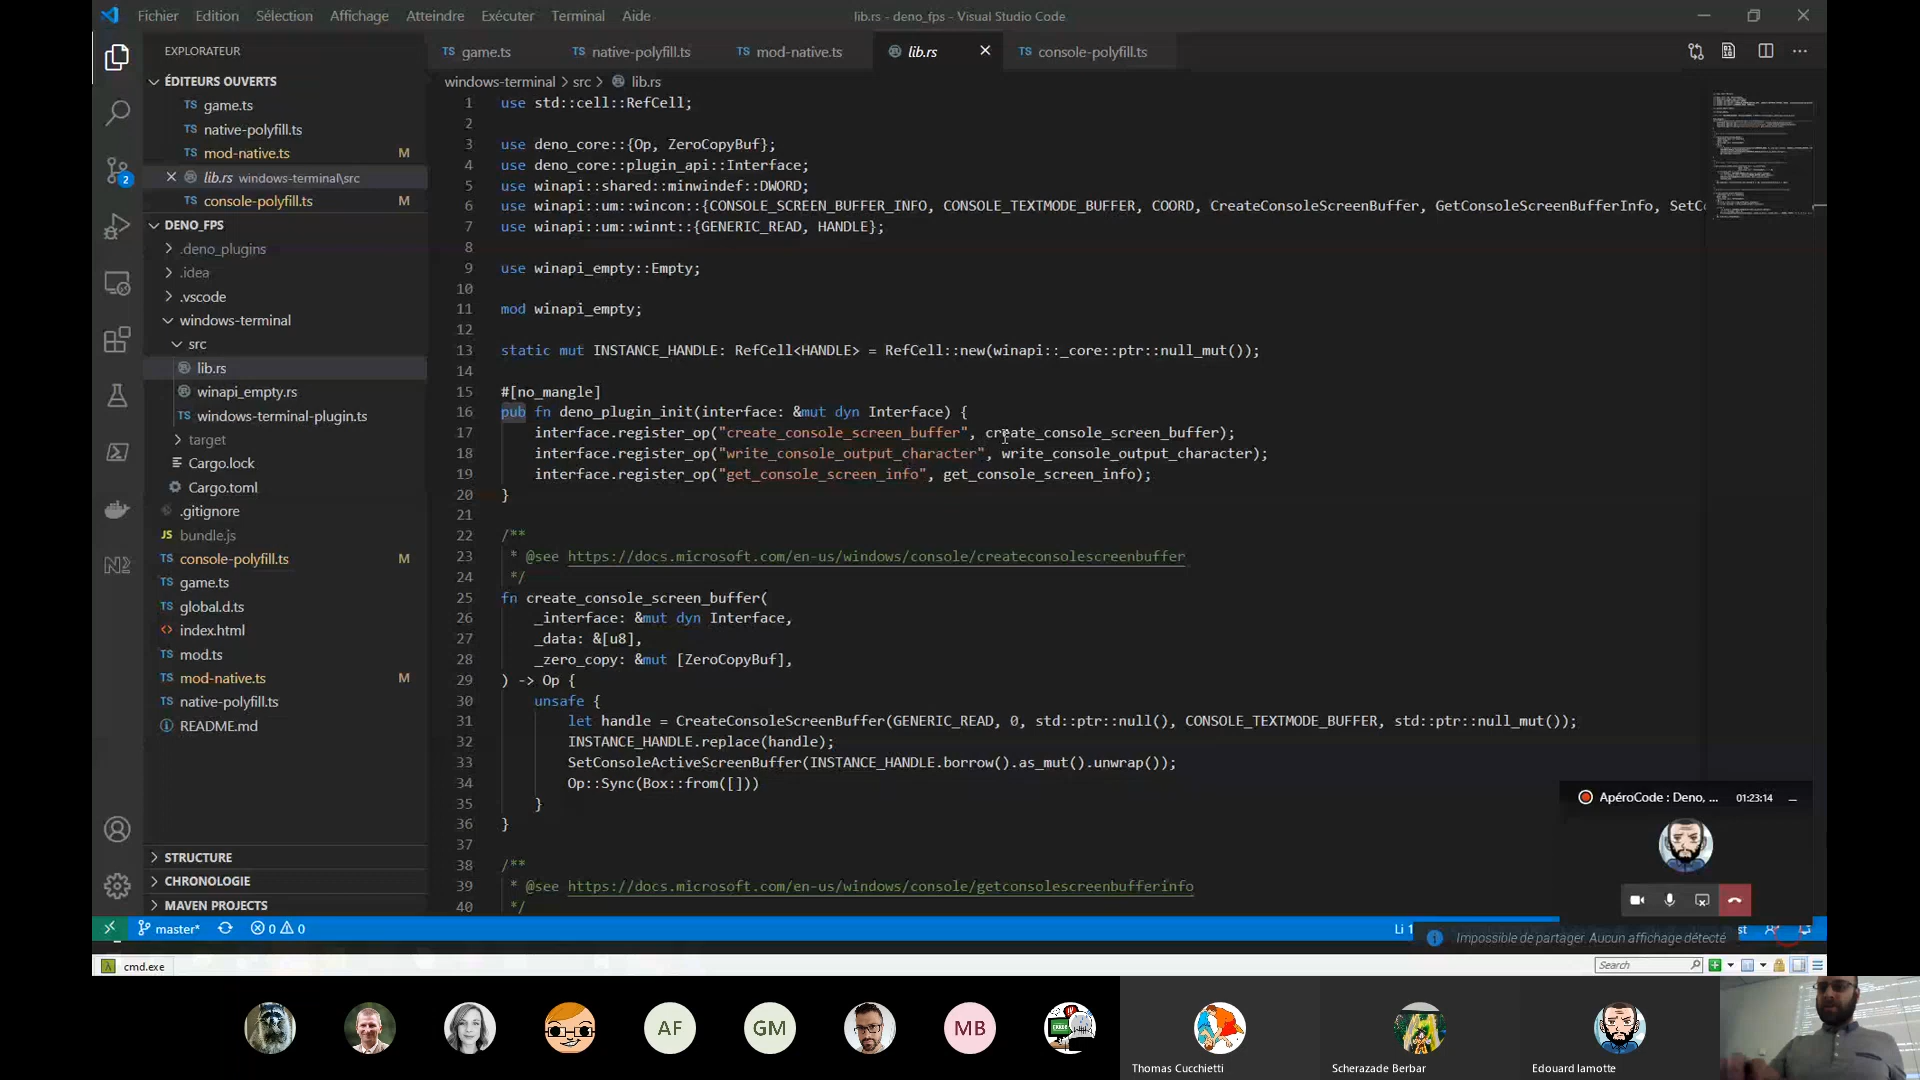 Fichier Edition Sélection Affichage Atteindre Exécuter Terminal Aide
lib.rs - deno_fps - Visual Studio Code
EXPLORATEUR
game.ts native-polyfill.ts mod-native.ts lib.rs console-polyfill.ts
windows-terminal > src > lib.rs
ÉDITEURS OUVERTS
TS game.ts
TS native-polyfill.ts
TS mod-native.ts M
lib.rs windows-terminal\src
TS console-polyfill.ts M
DENO_FPS
.deno_plugins
.idea
.vscode
windows-terminal
src
lib.rs
winapi_empty.rs
TS windows-terminal-plugin.ts
target
Cargo.lock
Cargo.toml
.gitignore
JS bundle.js
TS console-polyfill.ts M
TS game.ts
TS global.d.ts
<> index.html
TS mod.ts
TS mod-native.ts M
TS native-polyfill.ts
README.md
STRUCTURE
CHRONOLOGIE
MAVEN PROJECTS
2
1 use std::cell::RefCell;
2
3 use deno_core::{Op, ZeroCopyBuf};
4 use deno_core::plugin_api::Interface;
5 use winapi::shared::minwindef::DWORD;
6 use winapi::um::wincon::{CONSOLE_SCREEN_BUFFER_INFO, CONSOLE_TEXTMODE_BUFFER, COORD, CreateConsoleScreenBuffer, GetConsoleScreenBufferInfo, SetC
7 use winapi::um::winnt::{GENERIC_READ, HANDLE};
8
9 use winapi_empty::Empty;
10
11 mod winapi_empty;
12
13 static mut INSTANCE_HANDLE: RefCell<HANDLE> = RefCell::new(winapi::_core::ptr::null_mut());
14
15 #[no_mangle]
16 pub fn deno_plugin_init(interface: &mut dyn Interface) {
17 interface.register_op("create_console_screen_buffer", create_console_screen_buffer);
18 interface.register_op("write_console_output_character", write_console_output_character);
19 interface.register_op("get_console_screen_info", get_console_screen_info);
20 }
21
22 /**
23 * @see https://docs.microsoft.com/en-us/windows/console/createconsolescreenbuffer
24 */
25 fn create_console_screen_buffer(
26 _interface: &mut dyn Interface,
27 _data: &[u8],
28 _zero_copy: &mut [ZeroCopyBuf],
29 ) -> Op {
30 unsafe {
31 let handle = CreateConsoleScreenBuffer(GENERIC_READ, 0, std::ptr::null(), CONSOLE_TEXTMODE_BUFFER, std::ptr::null_mut());
32 INSTANCE_HANDLE.replace(handle);
33 SetConsoleActiveScreenBuffer(INSTANCE_HANDLE.borrow().as_mut().unwrap());
34 Op::Sync(Box::from([]))
35 }
36 }
37
38 /**
39 * @see https://docs.microsoft.com/en-us/windows/console/getconsolescreenbufferinfo
40 */
ApéroCode : Deno, ... 01:23:14
master* 0 0
Impossible de partager. Aucun affichage détecté
cmd.exe
Search
AF GM MB
Thomas Cucchietti
Scherazade Berbar
Edouard lamotte